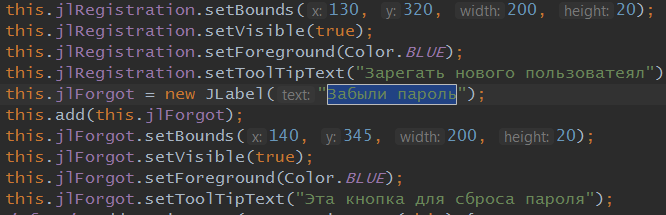 this.jlRegistration.setBounds( x: 130, y: 320, width: 200, height: 20);
this.jlRegistration.setVisible(true);
this.jlRegistration.setForeground(Color.BLUE);
this.jlRegistration.setToolTipText("Зарегать нового пользоватеял")
this.jlForgot = new JLabel( text: "Забыли пароль");
this.add(this.jlForgot);
this.jlForgot.setBounds( x: 140, y: 345, width: 200, height: 20);
this.jlForgot.setVisible(true);
this.jlForgot.setForeground(Color.BLUE);
this.jlForgot.setToolTipText("Эта кнопка для сброса пароля");